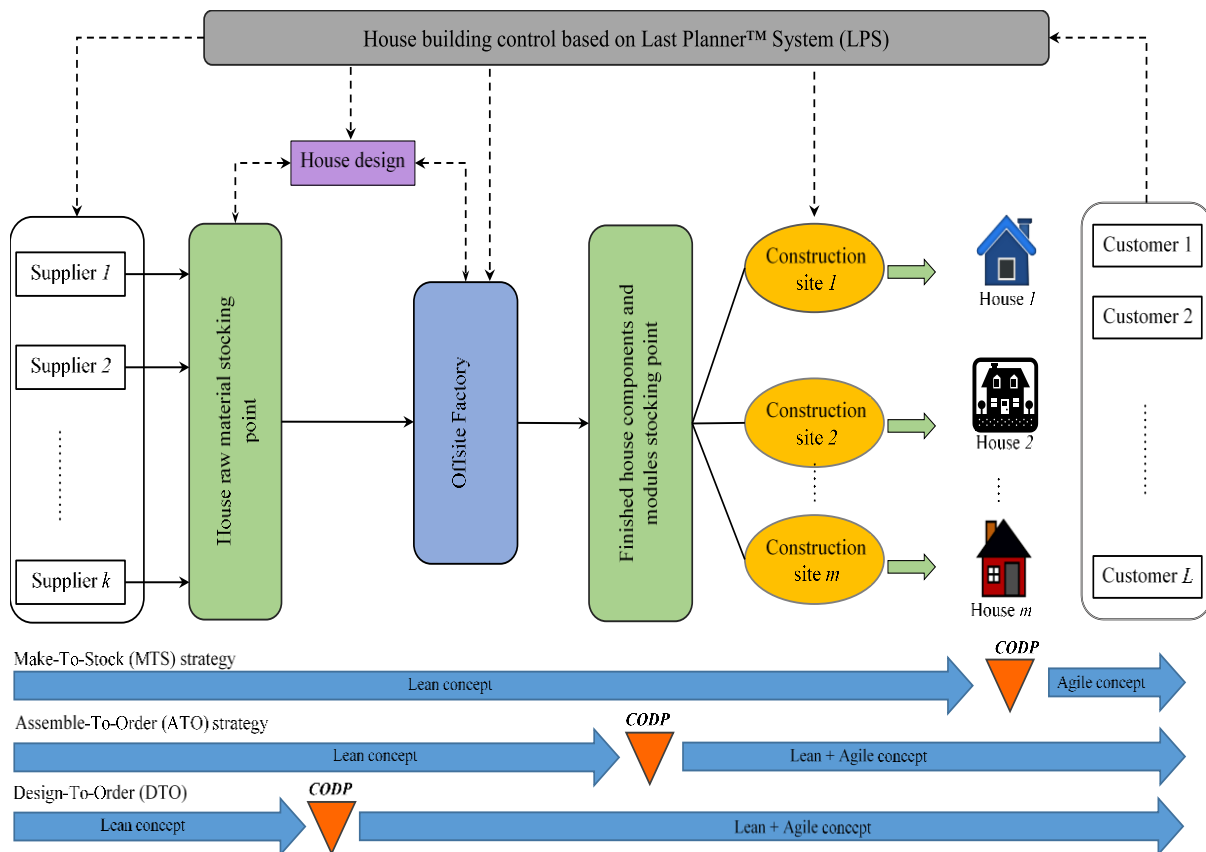 House building control based on Last Planner™ System (LPS)
House design
Supplier 1
Supplier 2
Supplier k
House raw material stocking
point
Offsite Factory
Finished house components and
modules stocking point
Construction
site 1
Construction
site 2
Construction
site m
House 1
House 2
House m
Customer 1
Customer 2
Customer L
Make-To-Stock (MTS) strategy
CODP
Lean concept
Agile concept
Assemble-To-Order (ATO) strategy
CODP
Lean concept
Lean + Agile concept
Design-To-Order (DTO)
CODP
Lean concept
Lean + Agile concept